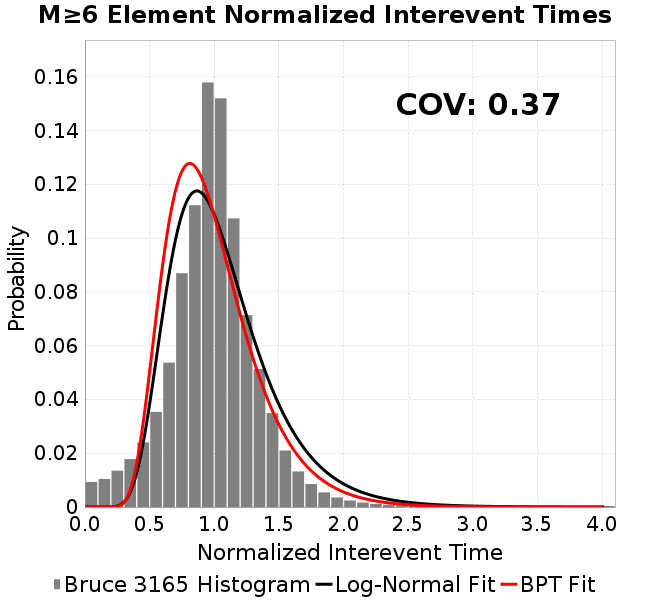 M≥6 Element Normalized Interevent Times
COV: 0.37
Probability
0.16
0.14
0.12
0.1
0.08
0.06
0.04
0.02
0
0.0 0.5 1.0 1.5 2.0 2.5 3.0 3.5 4.0
Normalized Interevent Time
Bruce 3165 Histogram Log-Normal Fit BPT Fit